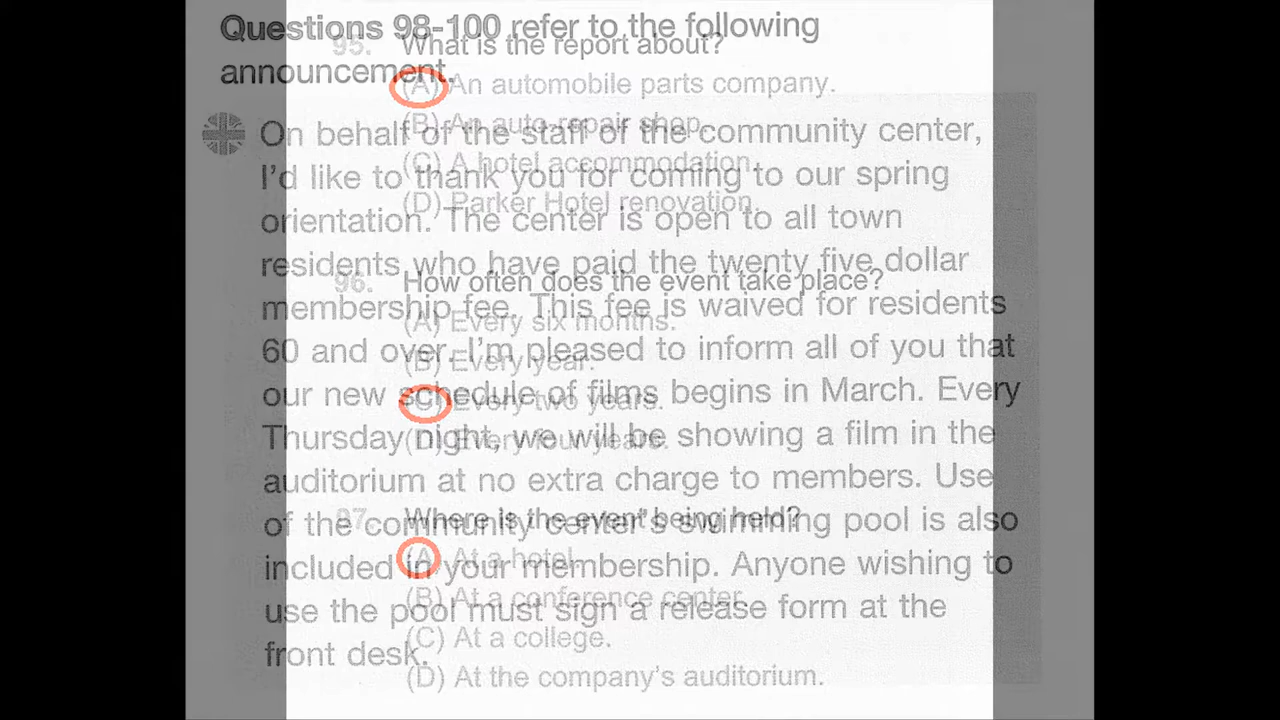 Questions 98-100 refer to the following
announcement.
On behalf of the staff of the community center,
I'd like to thank you for coming to our spring
orientation. The center is open to all town
residents who have paid the twenty five dollar
membership fee. This fee is waived for residents
60 and over. I'm pleased to inform all of you that
our new schedule of films begins in March. Every
Thursday night, we will be showing a film in the
auditorium at no extra charge to members. Use
of the community center's swimming pool is also
included in your membership. Anyone wishing to
use the pool must sign a release form at the
front desk.
95. What is the report about?
(A) An automobile parts company.
(B) An auto repair shop.
(C) A hotel accommodation.
(D) Parker Hotel renovation.
96. How often does the event take place?
(A) Every six months.
(B) Every year.
(C) Every two years.
(D) Every four years.
97. Where is the event being held?
(A) At a hotel.
(B) At a conference center.
(C) At a college.
(D) At the company's auditorium.